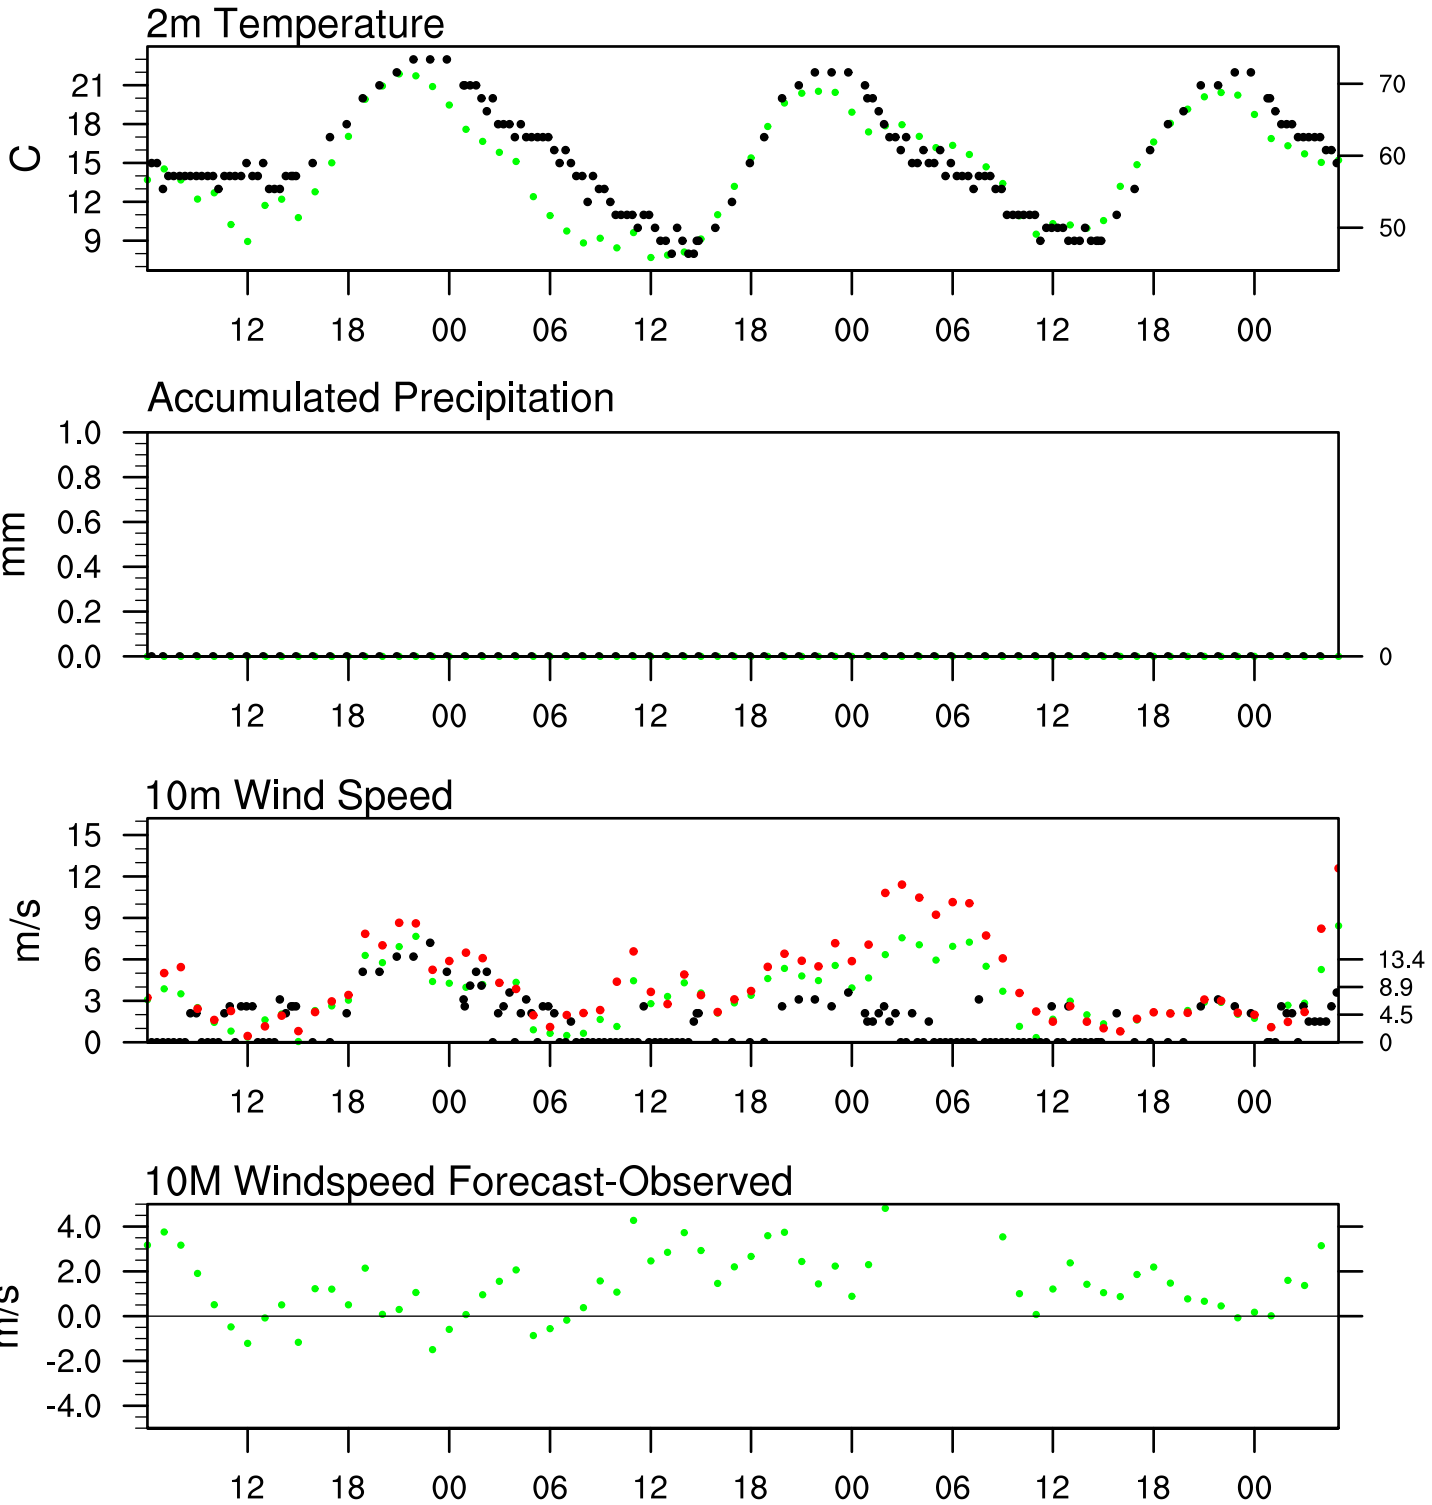 2m Temperature
21
18
15
12
9
C
70
60
50
12 18 00 06 12 18 00 06 12 18 00
Accumulated Precipitation
1.0
0.8
0.6
0.4
0.2
0.0
mm
0
12 18 00 06 12 18 00 06 12 18 00
10m Wind Speed
15
12
9
6
3
0
m/s
13.4
8.9
4.5
0
12 18 00 06 12 18 00 06 12 18 00
10M Windspeed Forecast-Observed
4.0
2.0
0.0
-2.0
-4.0
m/s
12 18 00 06 12 18 00 06 12 18 00